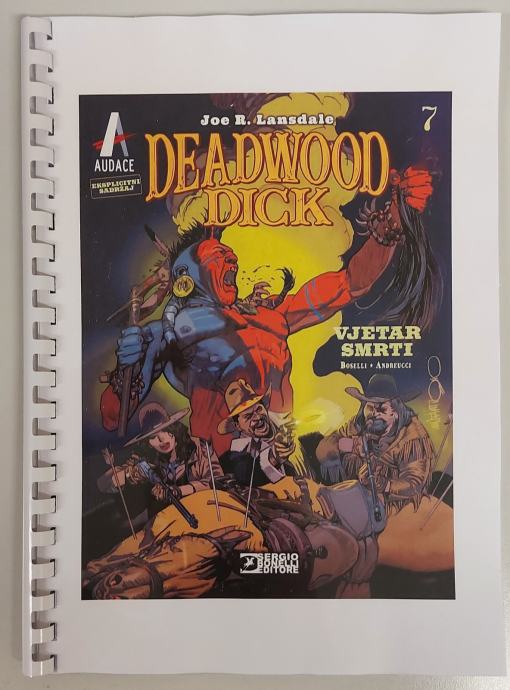 AUDACE
EKSPLICITNI
SADRŽAJ
Joe R. Lansdale
7
DEADWOOD
DICK
VJETAR
SMRTI
BOSELLI • ANDREUCCI
SERGIO
BONELLI
EDITORE